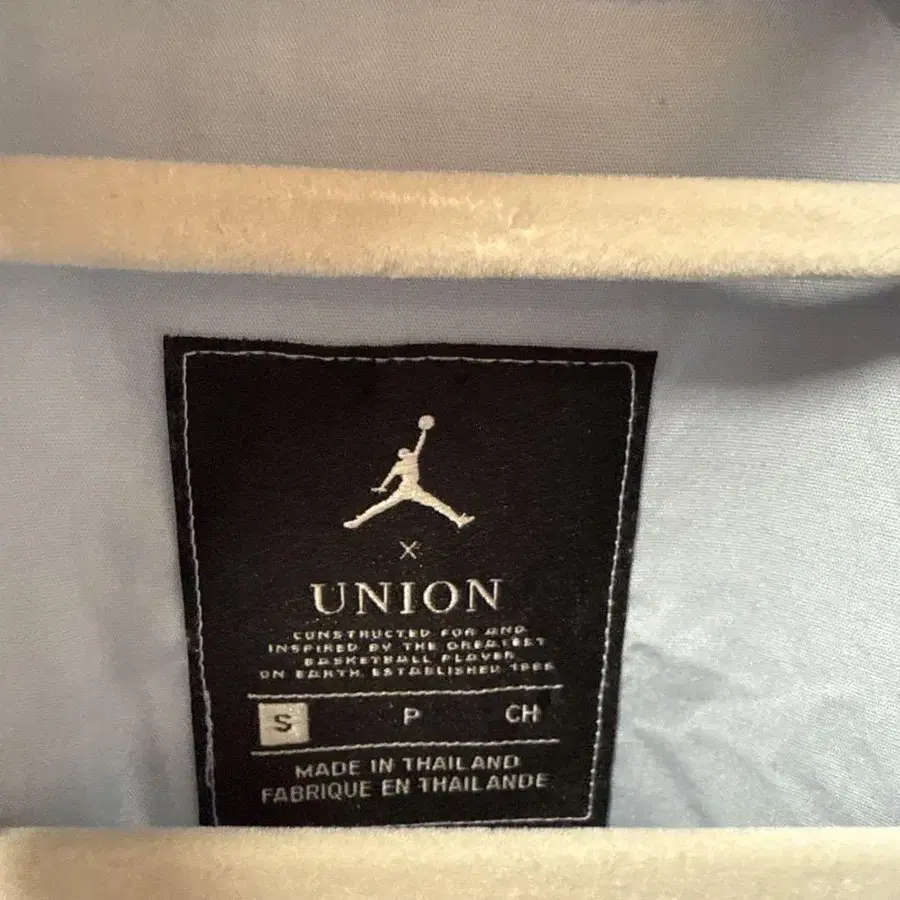 X
UNION
CONSTRUCTED FOR AND
INSPIRED BY THE GREATEST
BASKETBALL PLAYER
ON EARTH. ESTABLISHED 1985
S P CH
MADE IN THAILAND
FABRIQUE EN THAILANDE